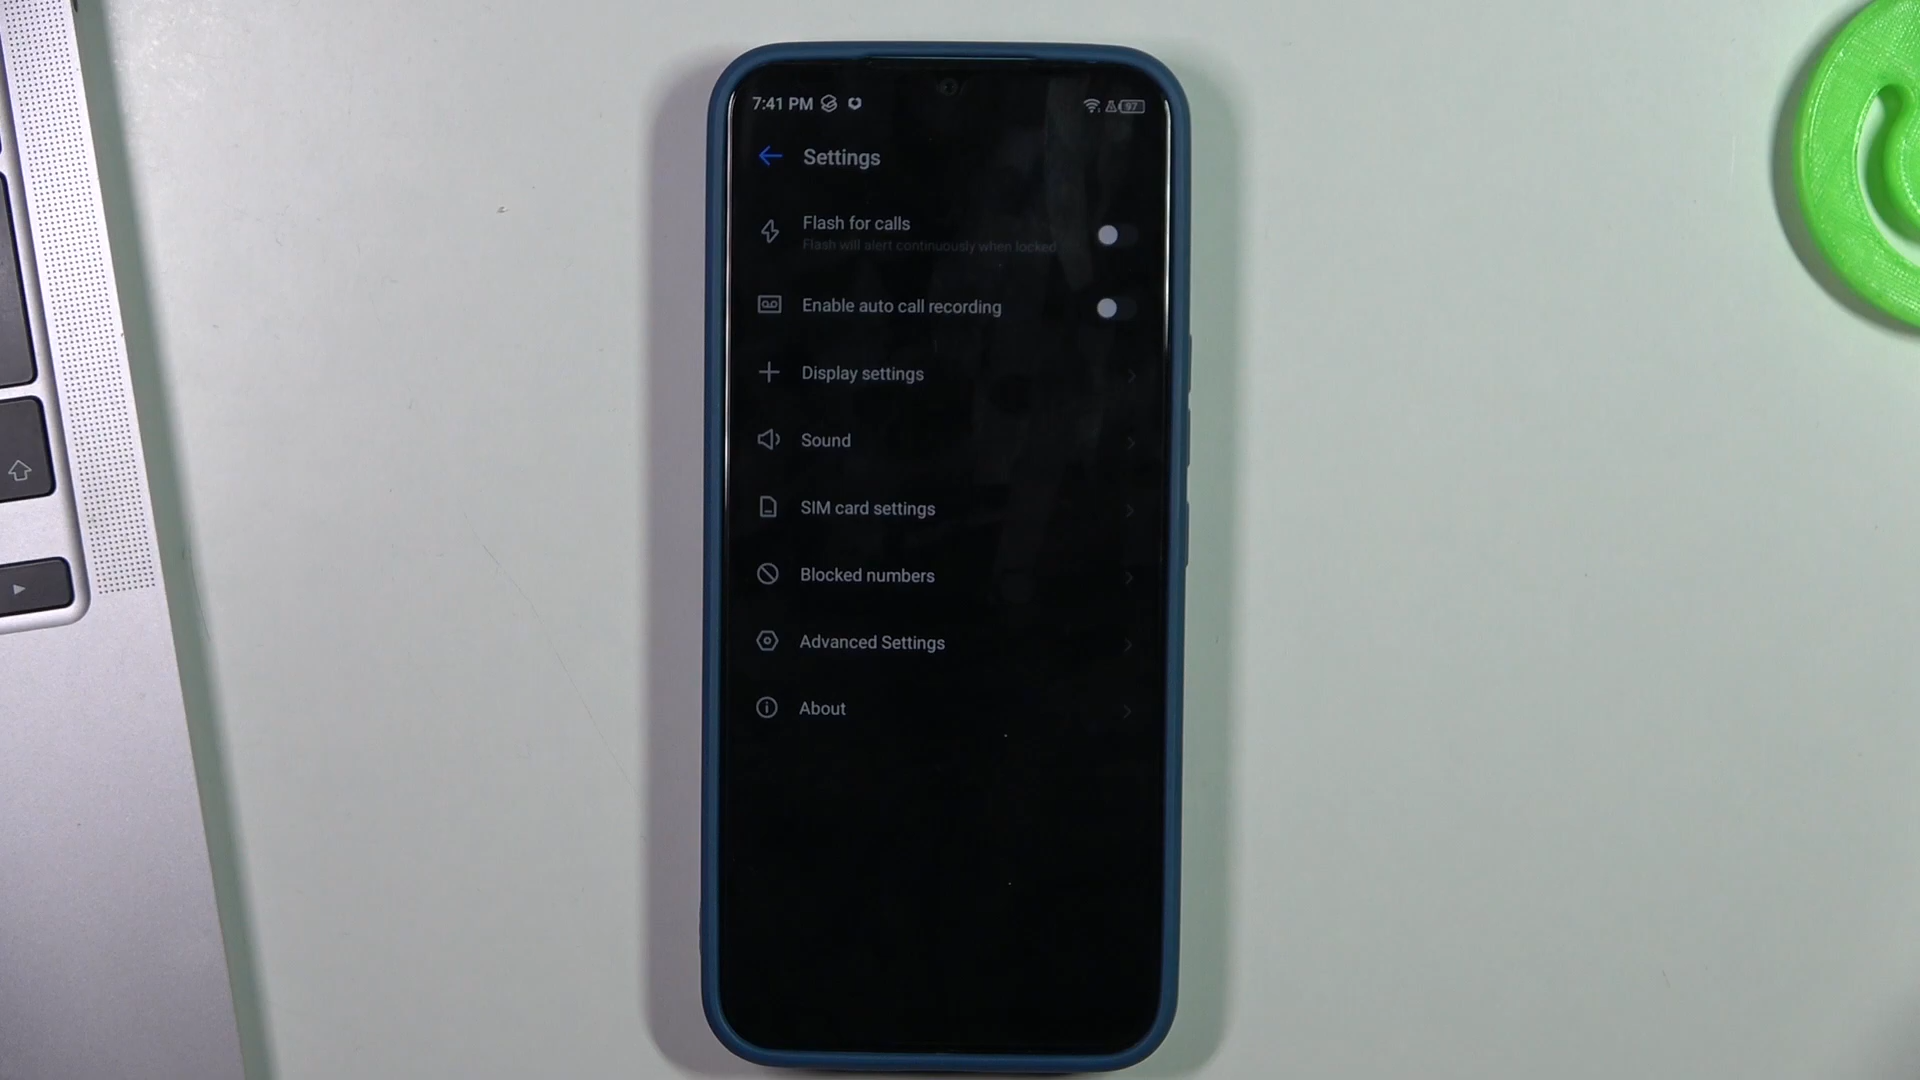 7:41 PM
97
Settings
Flash for calls
Flash will alert continuously when locked
Enable auto call recording
Display settings
Sound
SIM card settings
Blocked numbers
Advanced Settings
About